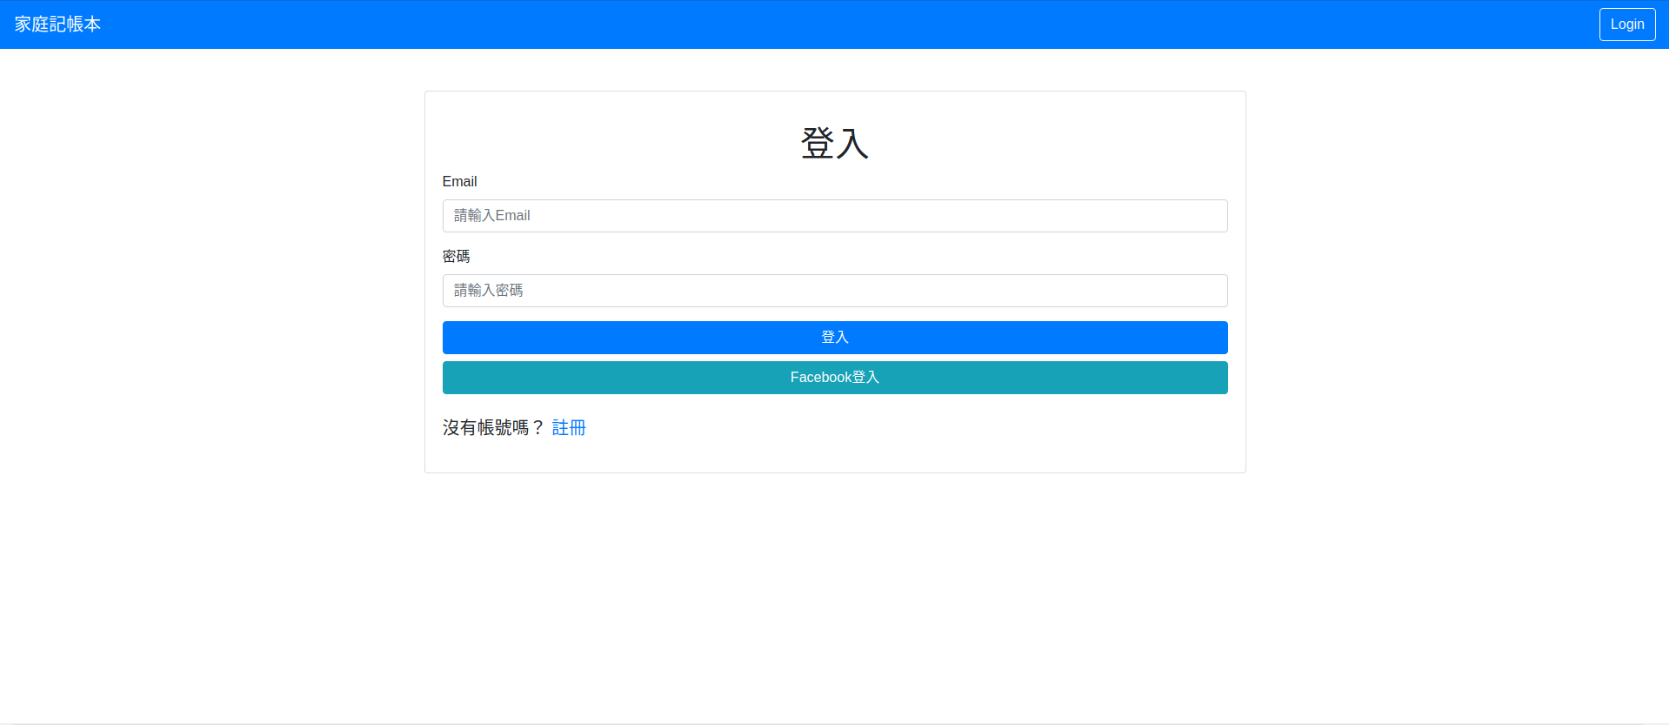 家庭記帳本
Login
登入
Email
請輸入Email
密碼
請輸入密碼
登入
Facebook登入
沒有帳號嗎？ 註冊